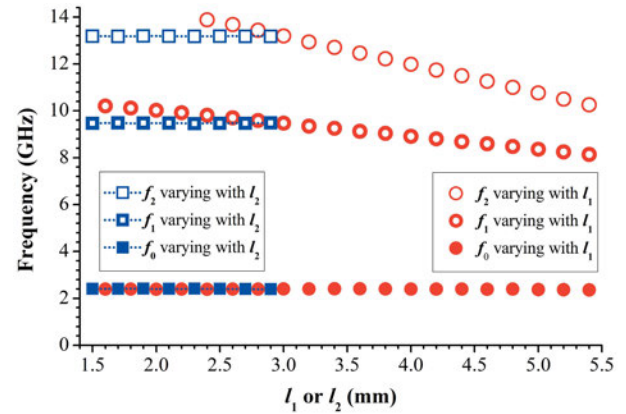 14
12
10
8
6
4
2
0
Frequency (GHz)
f₂ varying with l₂
f₁ varying with l₂
f₀ varying with l₂
f₂ varying with l₁
f₁ varying with l₁
f₀ varying with l₁
1.5 2.0 2.5 3.0 3.5 4.0 4.5 5.0 5.5
l₁ or l₂ (mm)